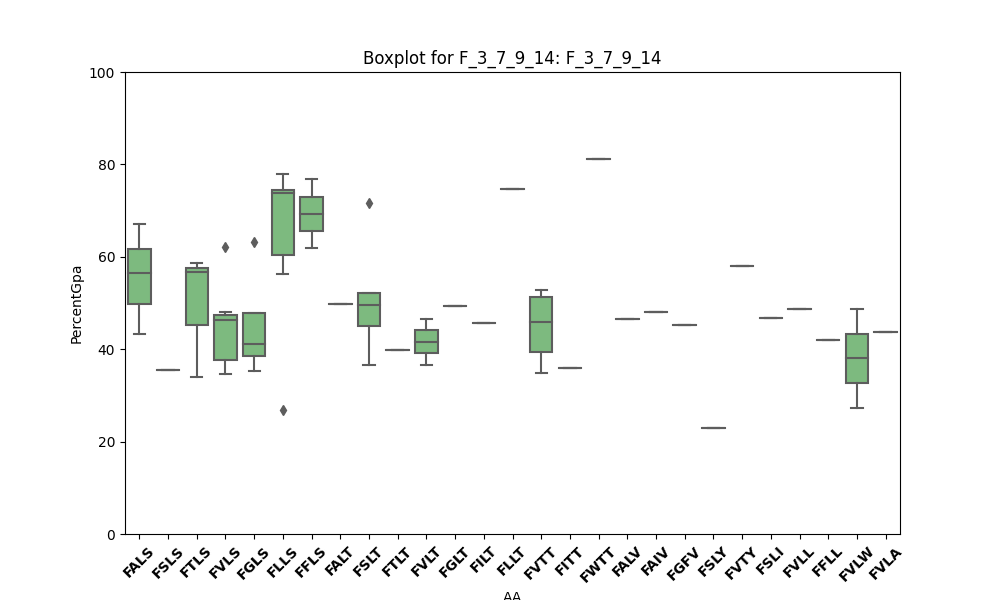 Boxplot for F_3_7_9_14: F_3_7_9_14
100
80
60
40
20
0
PercentGpa
FALS FSLS FTLS FVLS FGLS FLLS FFLS FALT FSLT FTLT FVLT FGLT FILT FLLT FVTT FITT FWTT FALV FAIV FGFV FSLY FVTY FSLI FVLL FFLL FVLW FVLA
AA